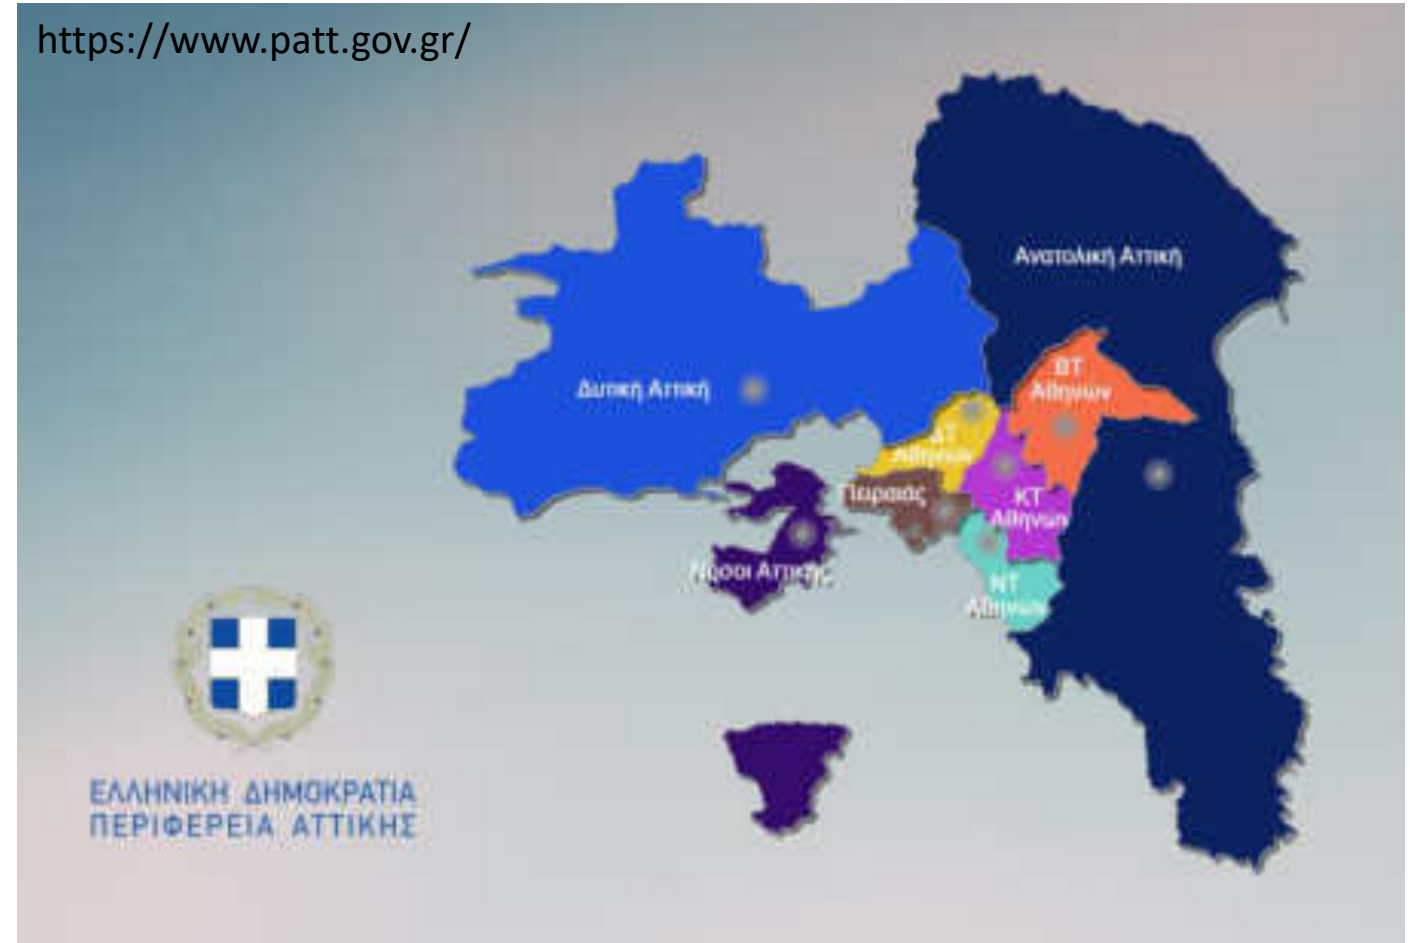 https://www.patt.gov.gr/
Ανατολική Αττική
ΒΤ
Αθηνών
Δυτική Αττική
ΔΤ
Αθηνών
Πειραιάς
ΚΤ
Αθηνών
Νήσοι Αττικής
ΝΤ
Αθηνών
ΕΛΛΗΝΙΚΗ ΔΗΜΟΚΡΑΤΙΑ
ΠΕΡΙΦΕΡΕΙΑ ΑΤΤΙΚΗΣ